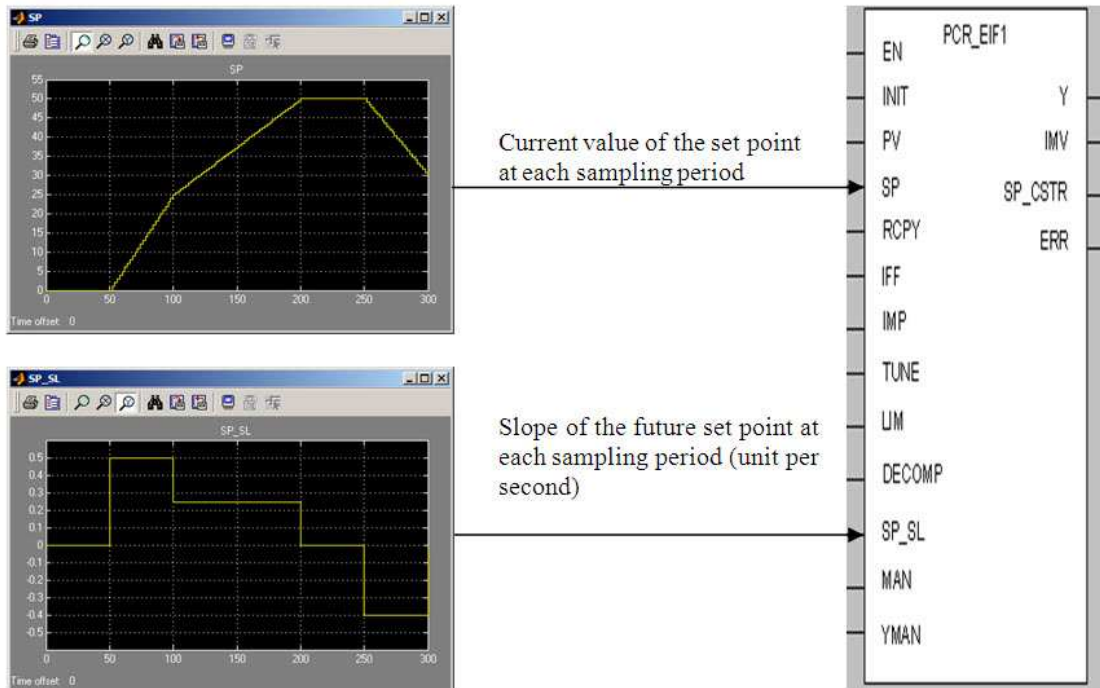 SP
SP
55
50
45
40
35
30
25
20
15
10
5
0
0 50 100 150 200 250 300
Time offset: 0
Current value of the set point
at each sampling period
SP_SL
SP_SL
0.5
0.4
0.3
0.2
0.1
0
-0.1
-0.2
-0.3
-0.4
-0.5
0 50 100 150 200 250 300
Time offset: 0
Slope of the future set point at
each sampling period (unit per
second)
PCR_EIF1
EN
INIT Y
PV IMV
SP SP_CSTR
RCPY ERR
IFF
IMP
TUNE
LIM
DECOMP
SP_SL
MAN
YMAN